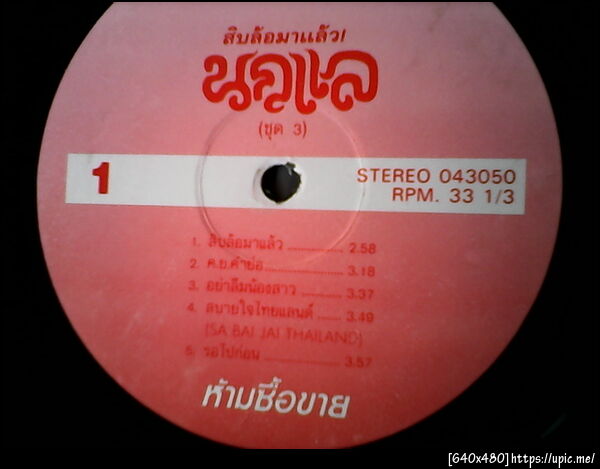 สิบล้อมาแล้ว!
นกแล
(ชุด 3)
1
STEREO 043050
RPM. 33 1/3
1. สิบล้อมาแล้ว .............. 2.58
2. ค.ย.คำย่อ...................... 3.18
3. อย่าลืมน้องสาว .......... 3.37
4. สบายใจไทยแลนด์ ...... 3.49
(SA BAI JAI THAILAND)
5. รอไปก่อน .................... 3.57
ห้ามซื้อขาย
[640x480]https://upic.me/